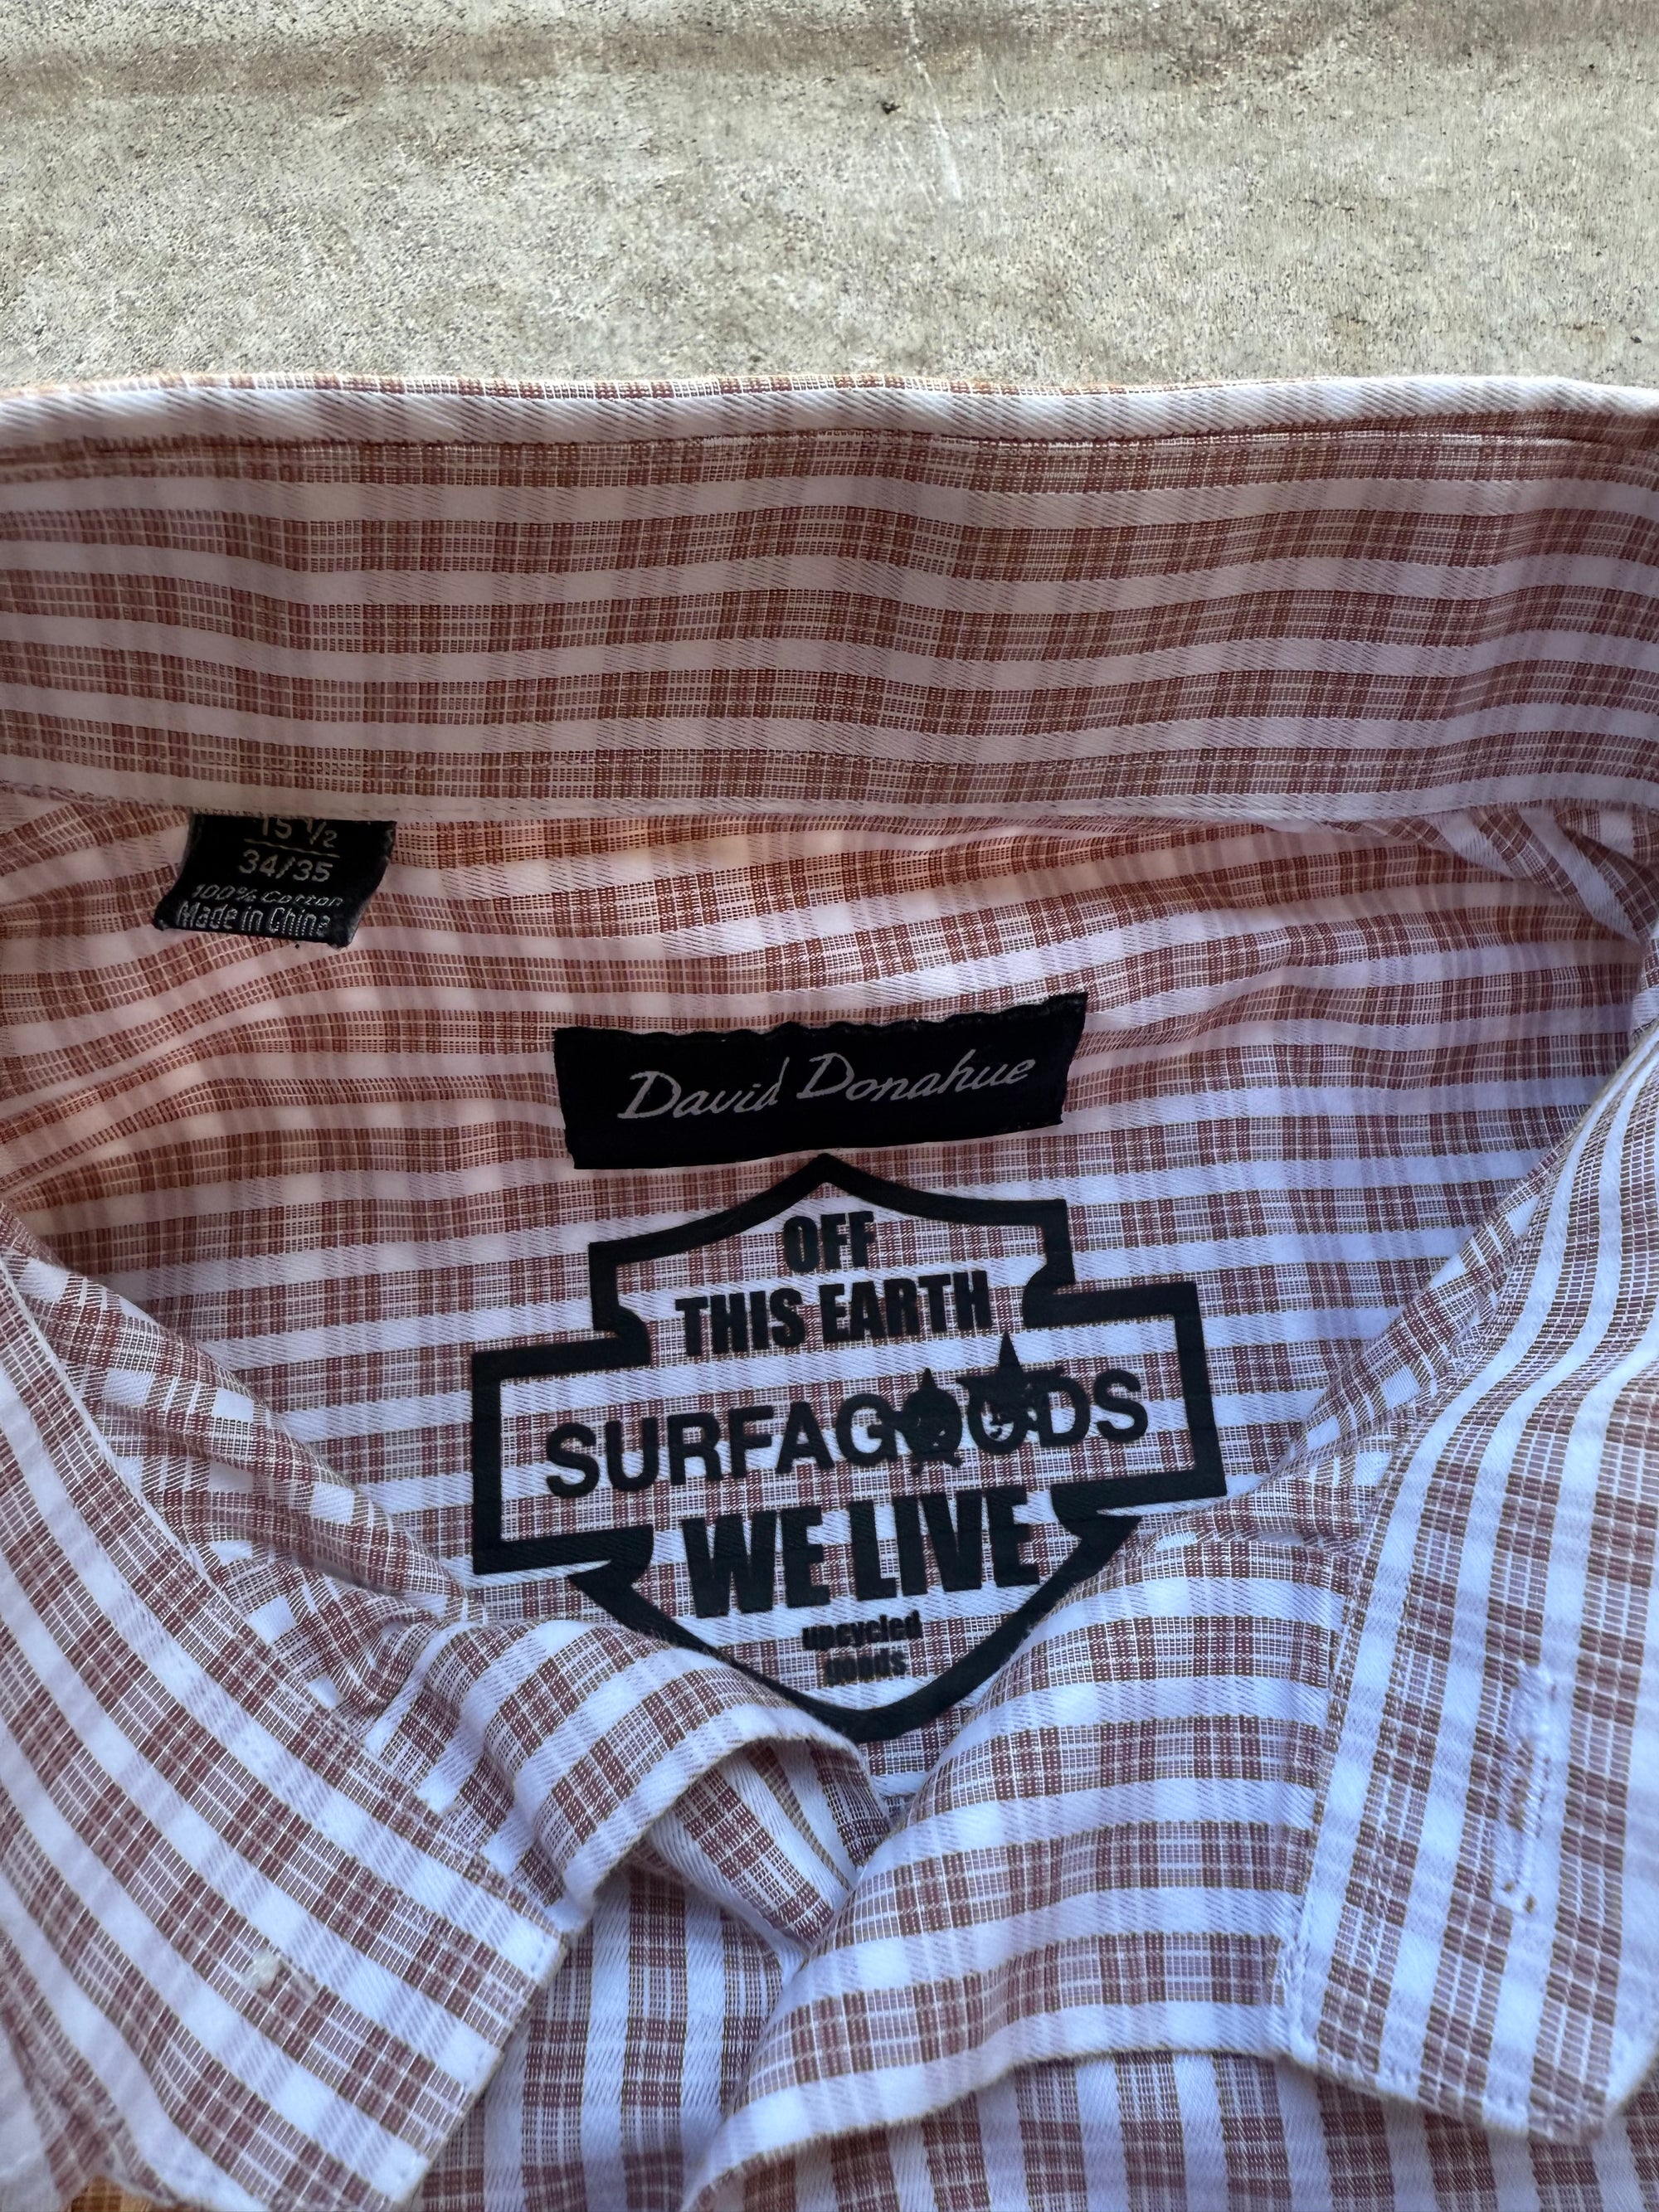 15 1/2
34/35
100% Cotton
Made in China
David Donahue
OFF
THIS EARTH
SURFAGOODS
WE LIVE
upcycled
goods